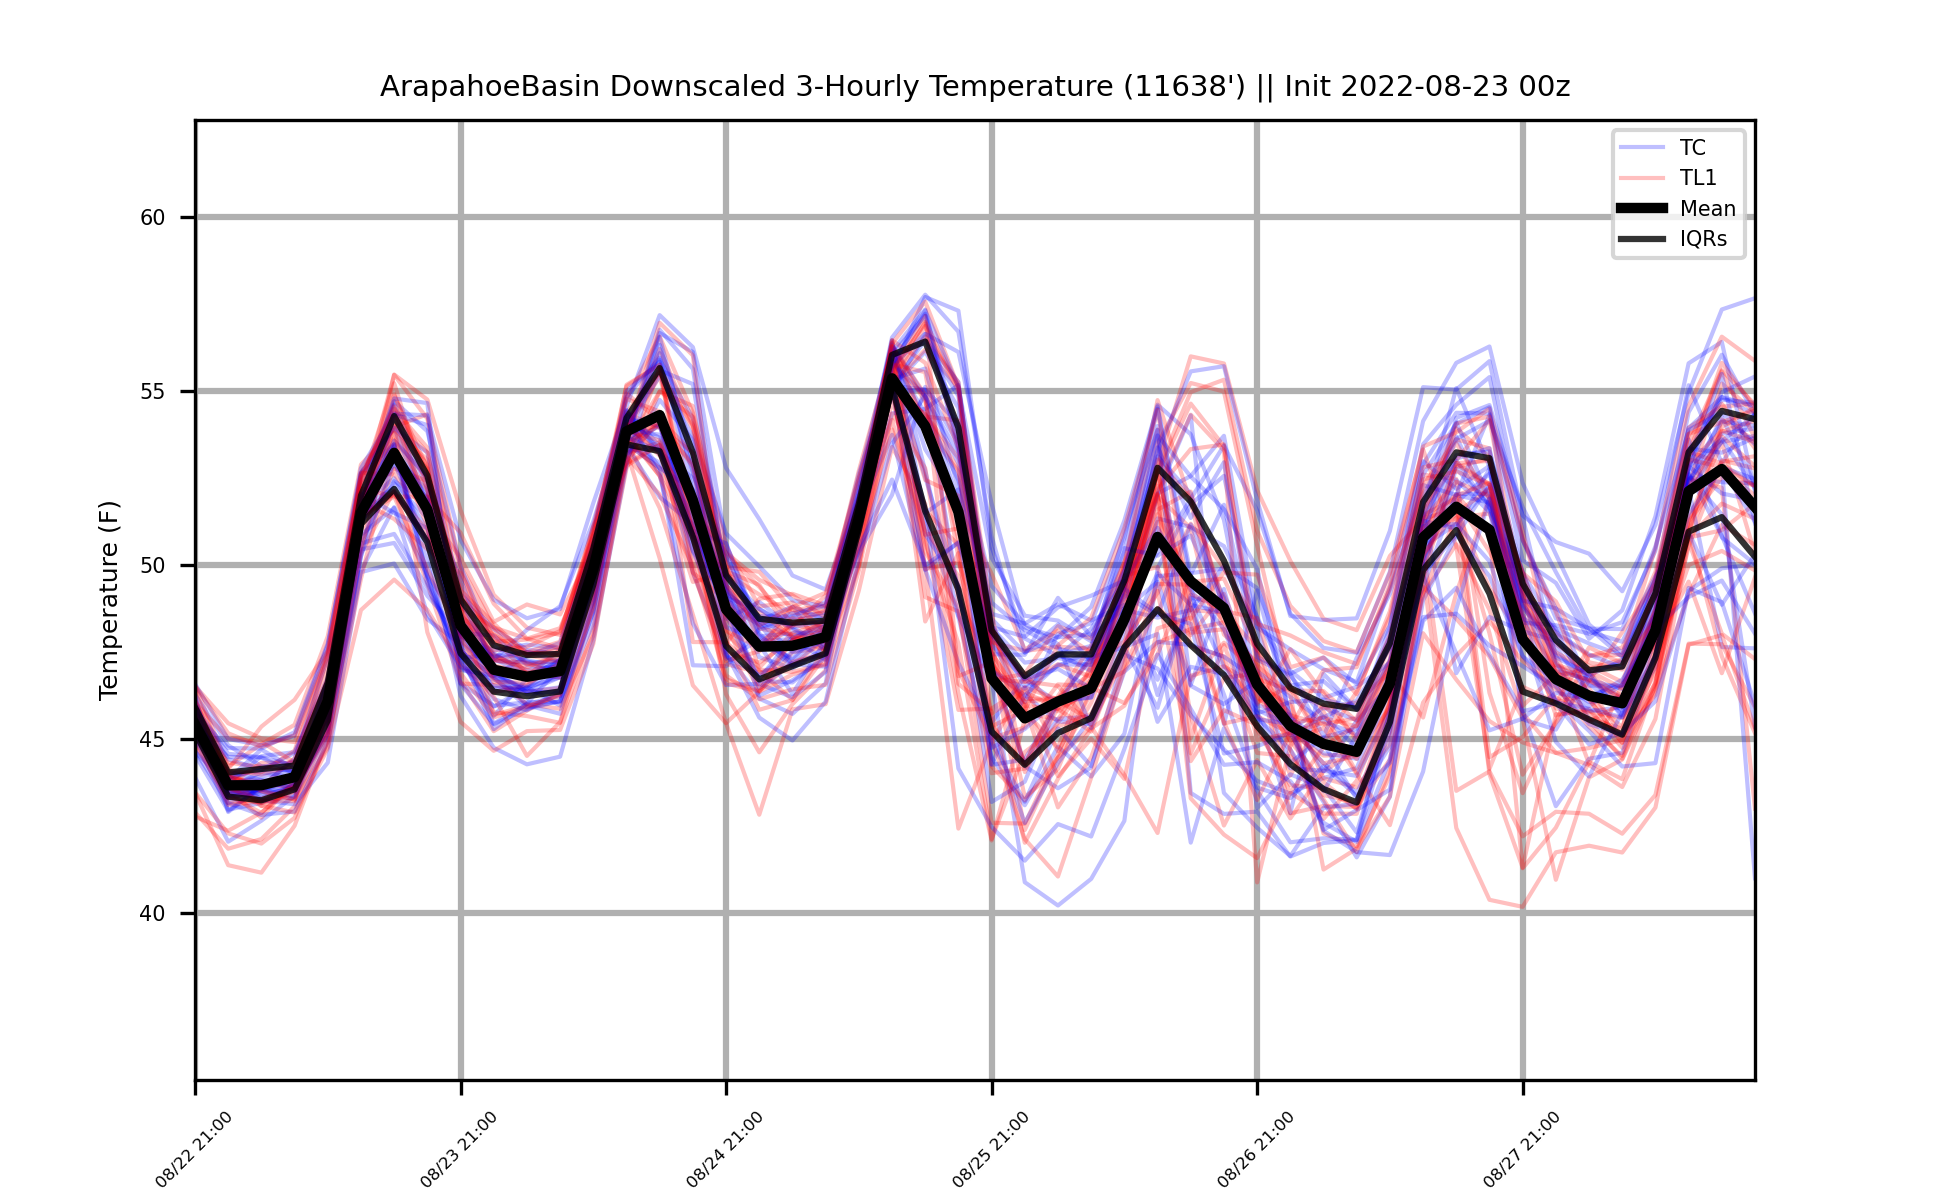 ArapahoeBasin Downscaled 3-Hourly Temperature (11638') || Init 2022-08-23 00z
TC
TL1
Mean
IQRs
Temperature (F)
60
55
50
45
40
08/22 21:00
08/23 21:00
08/24 21:00
08/25 21:00
08/26 21:00
08/27 21:00